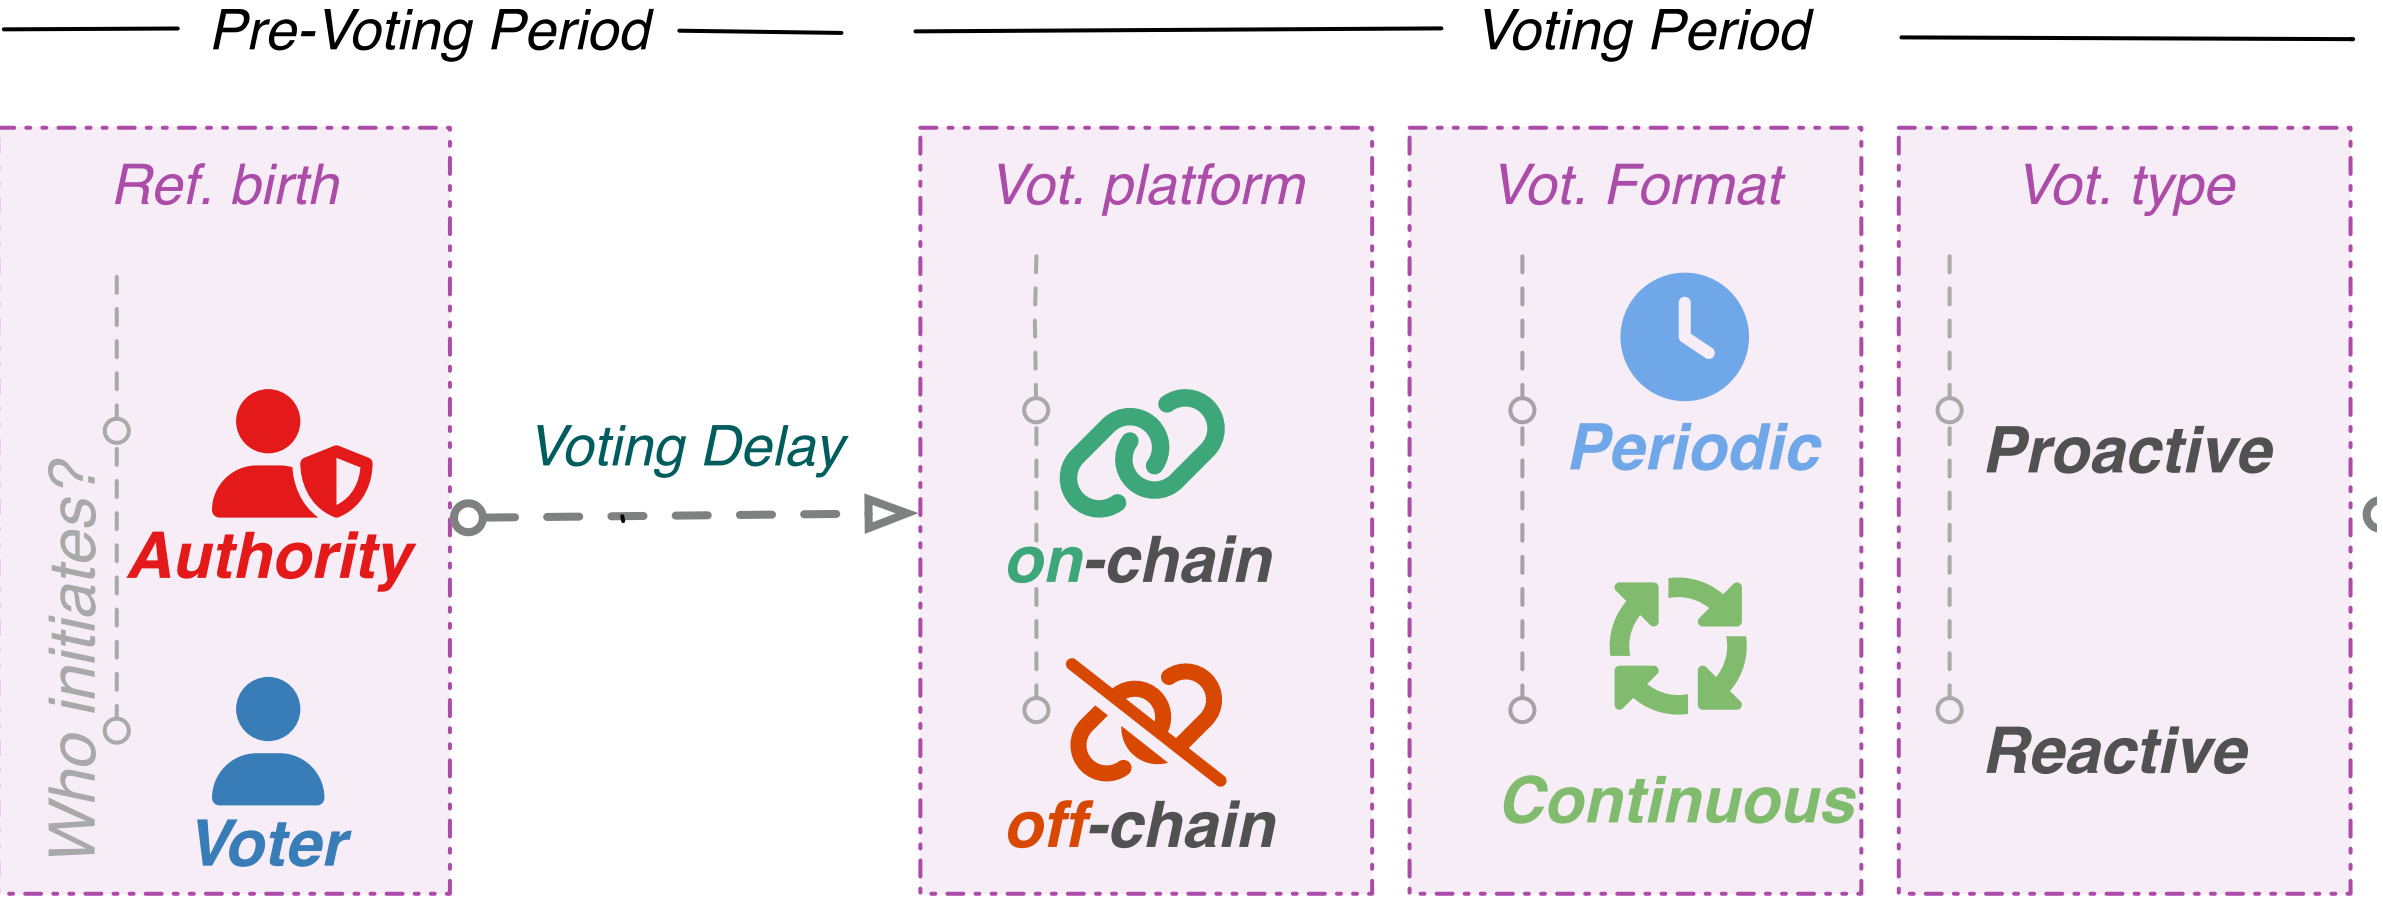 Pre-Voting Period
Voting Period
Ref. birth
Who initiates?
Authority
Voter
Voting Delay
Vot. platform
on-chain
off-chain
Vot. Format
Periodic
Continuous
Vot. type
Proactive
Reactive